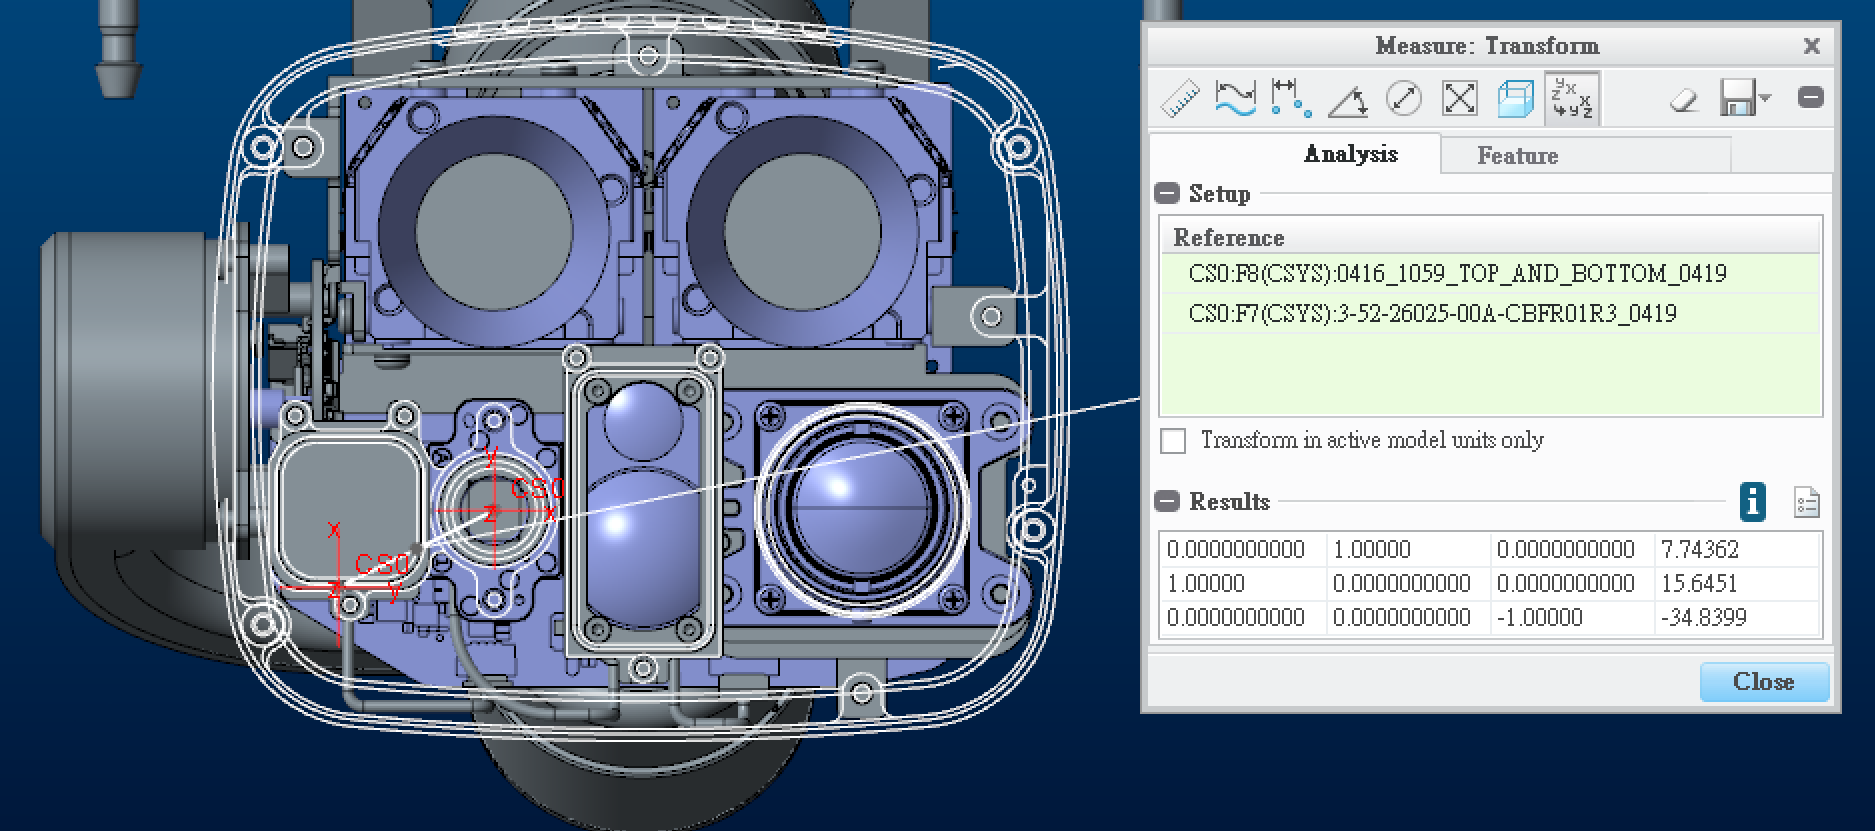 Measure: Transform
Analysis
Feature
Setup
Reference
CS0:F8(CSYS):0416_1059_TOP_AND_BOTTOM_0419
CS0:F7(CSYS):3-52-26025-00A-CBFR01R3_0419
Transform in active model units only
Results
0.0000000000 1.00000 0.0000000000 7.74362
1.00000 0.0000000000 0.0000000000 15.6451
0.0000000000 0.0000000000 -1.00000 -34.8399
Close
y
CS0
z x
x
CS0
z y